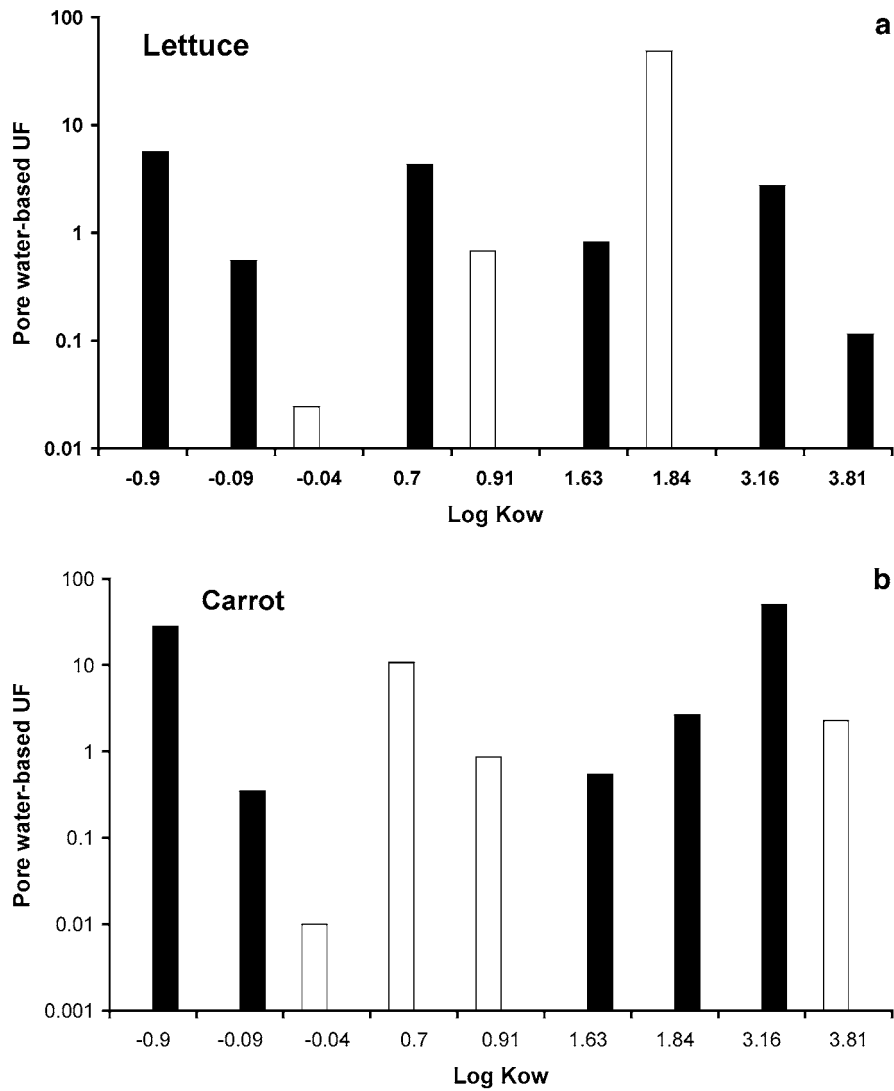 a
Lettuce
Pore water-based UF
100
10
1
0.1
0.01
-0.9 -0.09 -0.04 0.7 0.91 1.63 1.84 3.16 3.81
Log Kow
b
Carrot
Pore water-based UF
100
10
1
0.1
0.01
0.001
-0.9 -0.09 -0.04 0.7 0.91 1.63 1.84 3.16 3.81
Log Kow